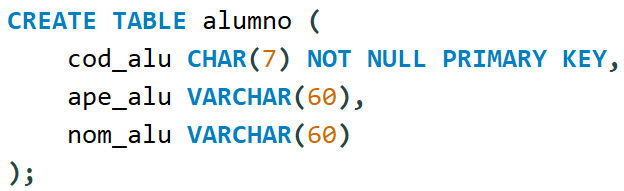 CREATE TABLE alumno (
    cod_alu CHAR(7) NOT NULL PRIMARY KEY,
    ape_alu VARCHAR(60),
    nom_alu VARCHAR(60)
);